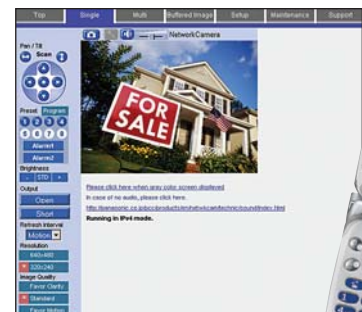 Top Single Multi Buffered Image Setup Maintenance Support
NetworkCamera
Pan / Tilt
Scan
FOR
SALE
Preset Program
1 2 3 4
5 6 7 8
Alarm1
Alarm2
Brightness
- STD +
Output
Open
Short
Refresh Interval
Motion
Resolution
640x480
320x240
Image Quality
Favor Clarity
Standard
Favor Motion
Please click here when gray color screen displayed
In case of no audio, please click here.
Running in IPv4 mode.